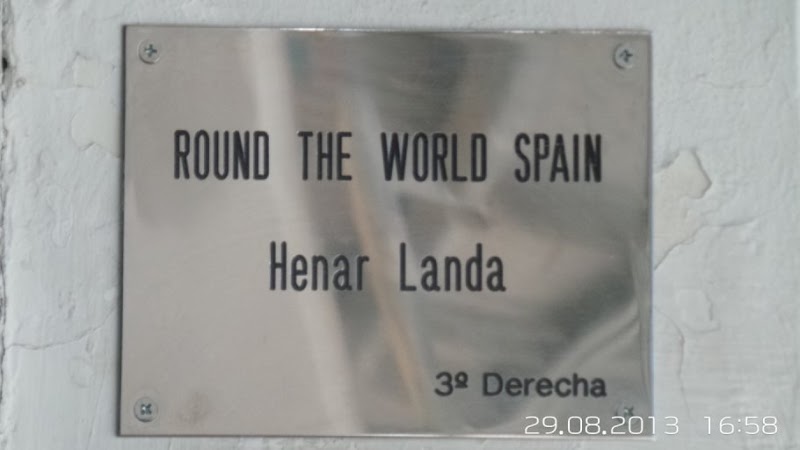 ROUND THE WORLD SPAIN
Henar Landa
3º Derecha
29.08.2013 16:58